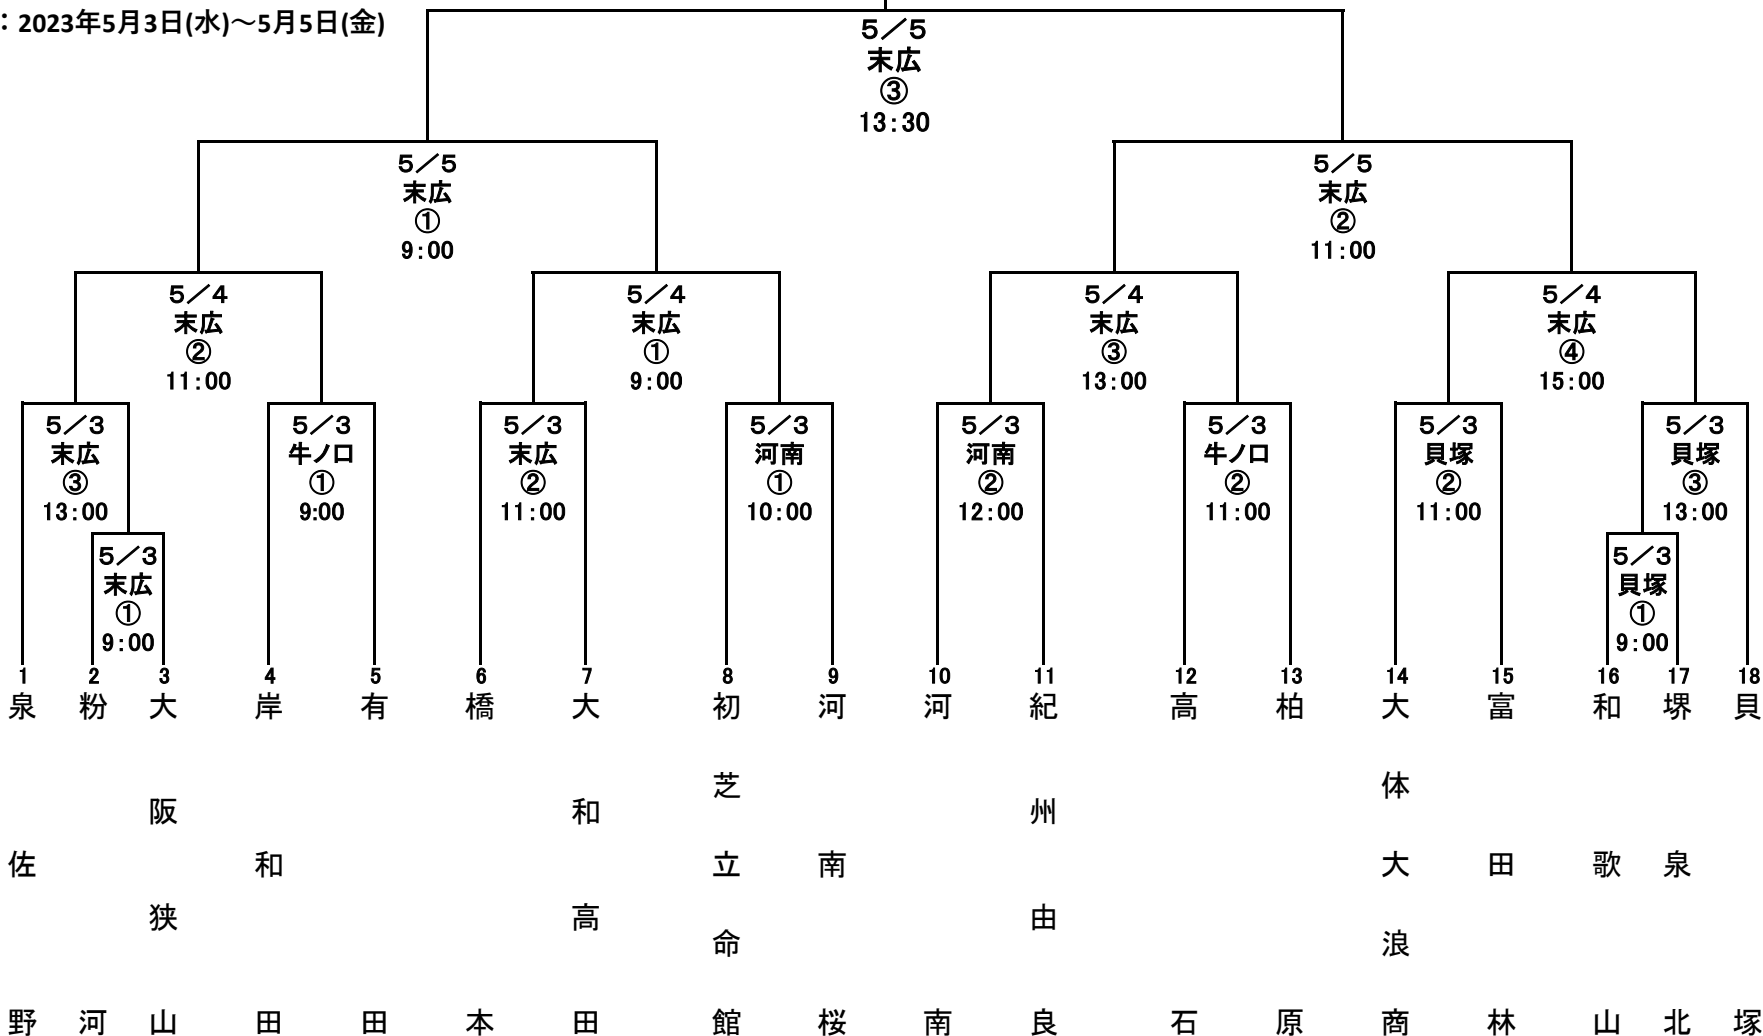 ：2023年5月3日(水)～5月5日(金)
5／5
末広
③
13：30
5／5
末広
①
9：00
5／5
末広
②
11：00
5／4
末広
②
11：00
5／4
末広
①
9：00
5／4
末広
③
13：00
5／4
末広
④
15：00
5／3
末広
③
13：00
5／3
牛ノ口
①
9:00
5／3
末広
②
11：00
5／3
河南
①
10：00
5／3
河南
②
12：00
5／3
牛ノ口
②
11：00
5／3
貝塚
②
11：00
5／3
貝塚
③
13：00
5／3
末広
①
9：00
5／3
貝塚
①
9：00
1
泉佐野
2
粉河
3
大阪狭山
4
岸和田
5
有田
6
橋本
7
大和高田
8
初芝立命館
9
河南桜
10
河南
11
紀州由良
12
高石
13
柏原
14
大体大浪商
15
富田林
16
和歌山
17
堺泉北
18
貝塚